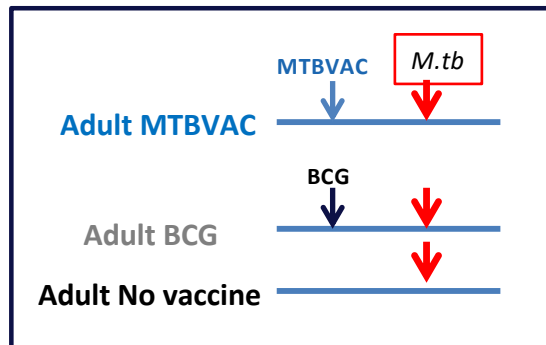 MTBVAC
M.tb
Adult MTBVAC
BCG
Adult BCG
Adult No vaccine